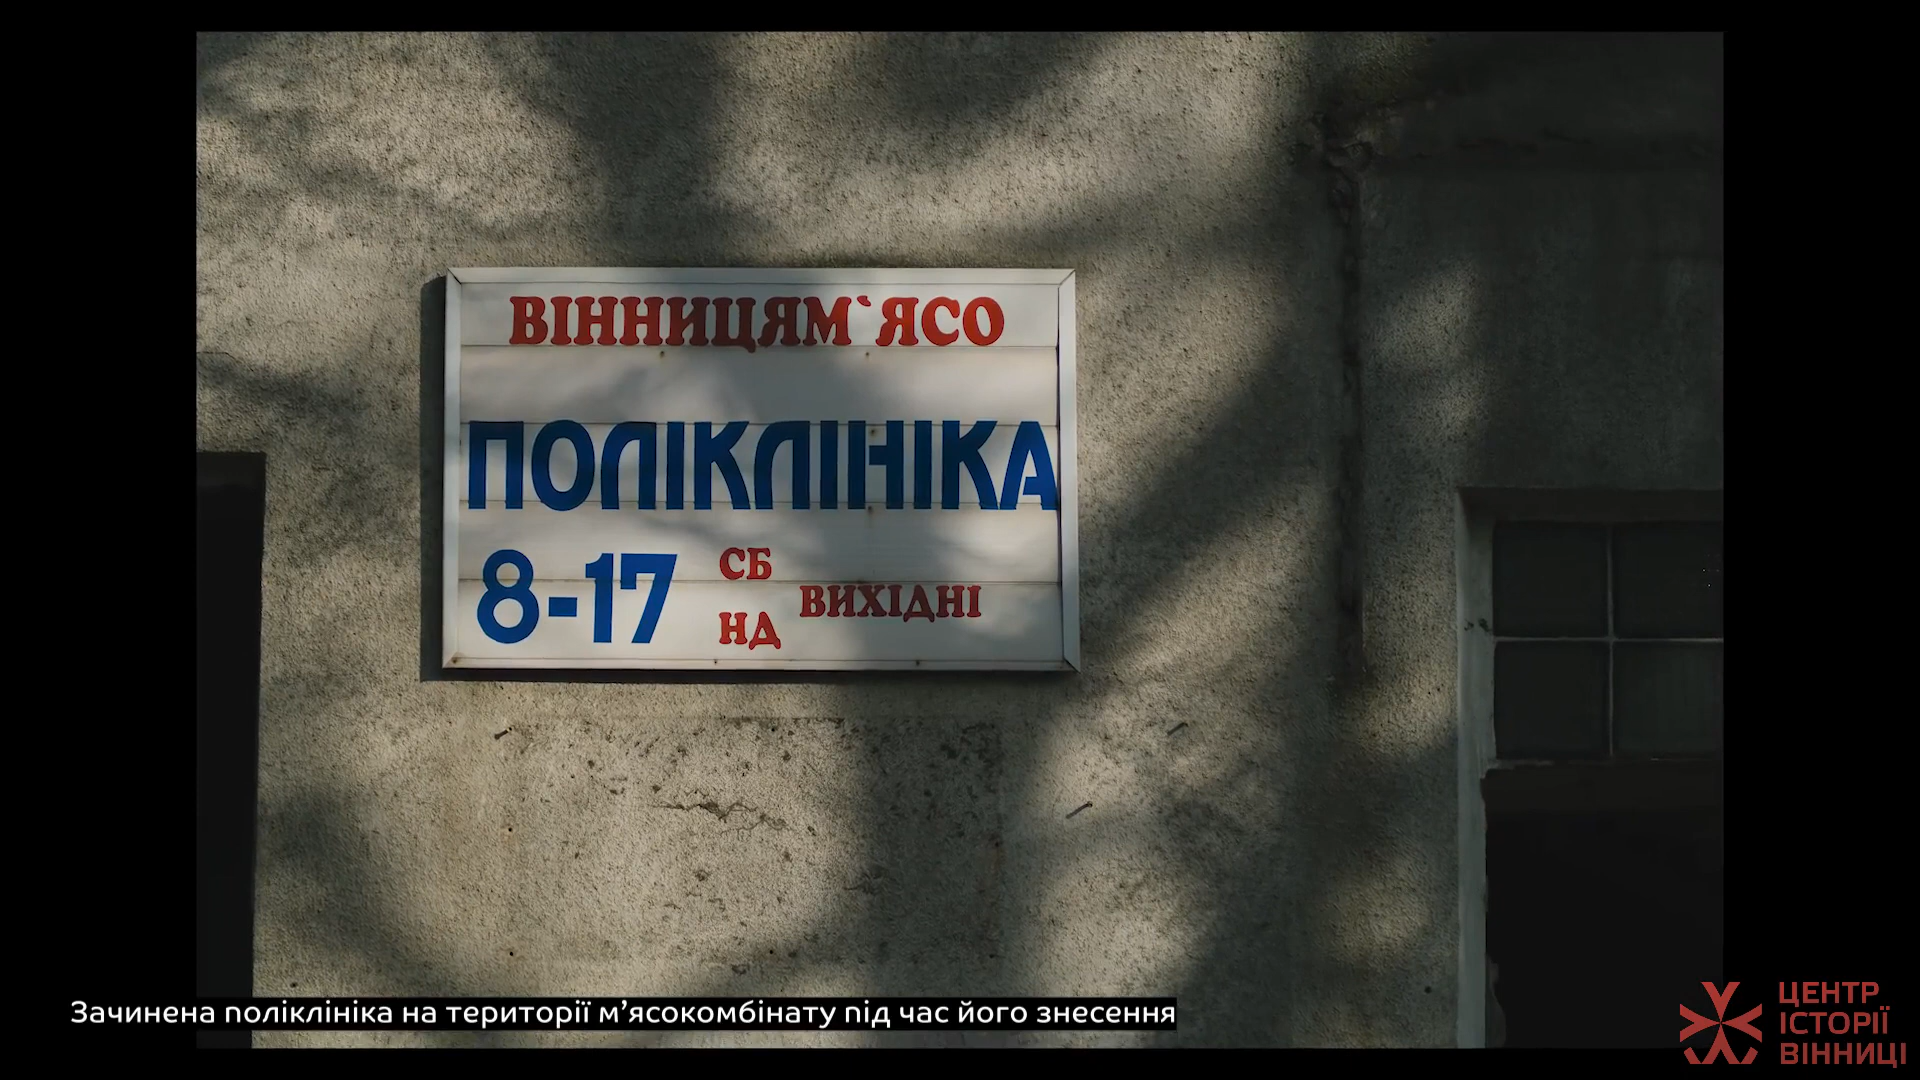 ВІННИЦЯМ`ЯСО
ПОЛІКЛІНІКА
8-17
СБ
НД
ВИХІДНІ
Зачинена поліклініка на території м’ясокомбінату під час його знесення
ЦЕНТР
ІСТОРІЇ
ВІННИЦІ